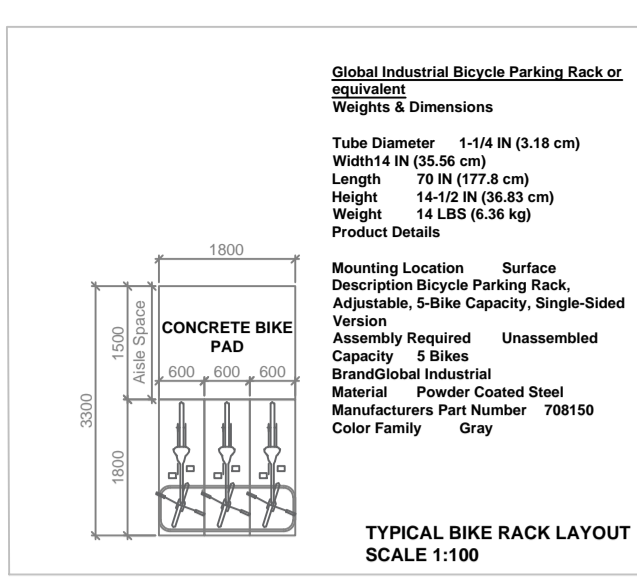 Global Industrial Bicycle Parking Rack or
equivalent
Weights & Dimensions
Tube Diameter 1-1/4 IN (3.18 cm)
Width14 IN (35.56 cm)
Length 70 IN (177.8 cm)
Height 14-1/2 IN (36.83 cm)
Weight 14 LBS (6.36 kg)
Product Details
Mounting Location Surface
Description Bicycle Parking Rack,
Adjustable, 5-Bike Capacity, Single-Sided
Version
Assembly Required Unassembled
Capacity 5 Bikes
BrandGlobal Industrial
Material Powder Coated Steel
Manufacturers Part Number 708150
Color Family Gray
1800
CONCRETE BIKE
PAD
600 600 600
1500
Aisle Space
3300
1800
TYPICAL BIKE RACK LAYOUT
SCALE 1:100